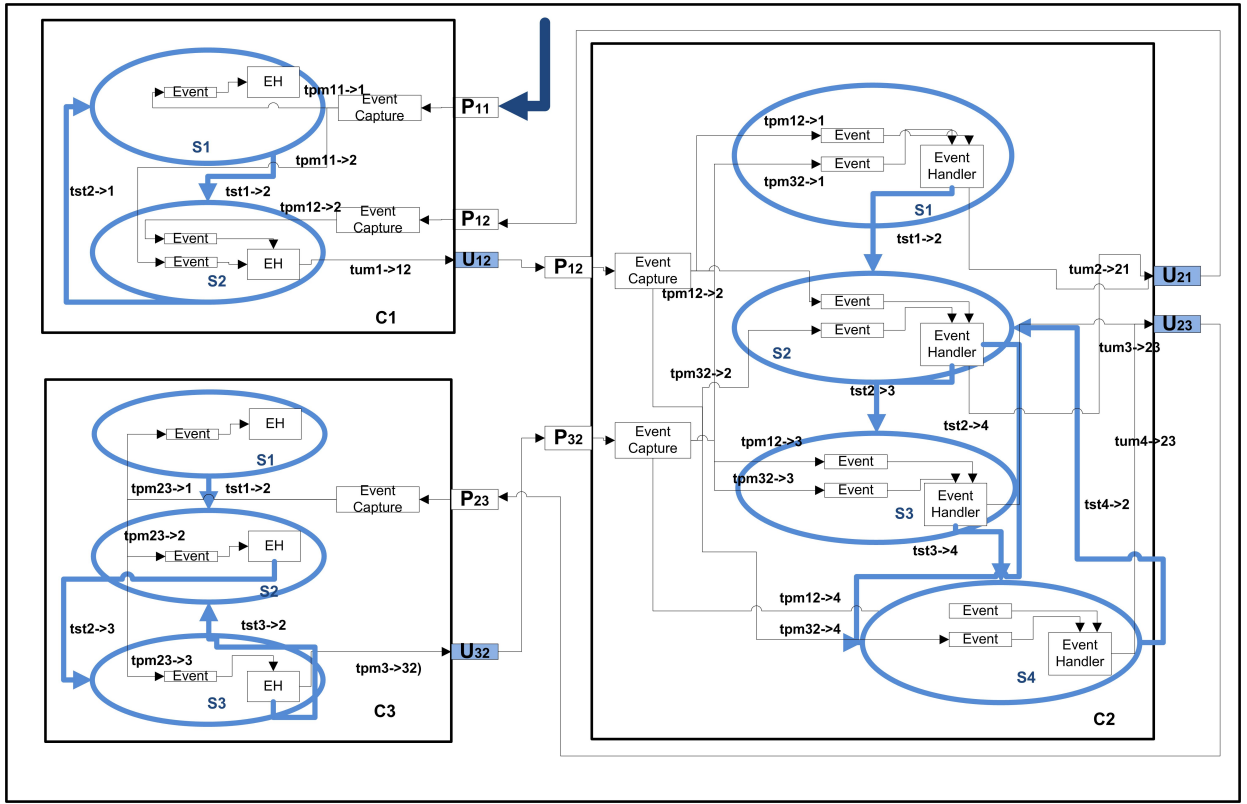 EH
Event
tpm11->1
Event
Capture
P11
S1
tpm11->2
tst2->1
tst1->2
tpm12->2
Event
Capture
P12
Event
Event
EH
S2
tum1->12
U12
C1
P12
Event
Capture
tpm12->2
tpm12->1
Event
Event
tpm32->1
Event
Handler
S1
tst1->2
tum2->21
U21
Event
Event
Event
Handler
S2
U23
tum3->23
tpm32->2
tst2->3
tst2->4
P32
Event
Capture
tpm12->3
tpm32->3
Event
Event
Event
Handler
S3
tum4->23
tst4->2
tst3->4
tpm12->4
tpm32->4
Event
Event
Event
Handler
S4
C2
EH
Event
S1
tpm23->1
tst1->2
Event
Capture
P23
tpm23->2
Event
EH
S2
tst2->3
tst3->2
tpm23->3
Event
EH
S3
tpm3->32)
U32
C3